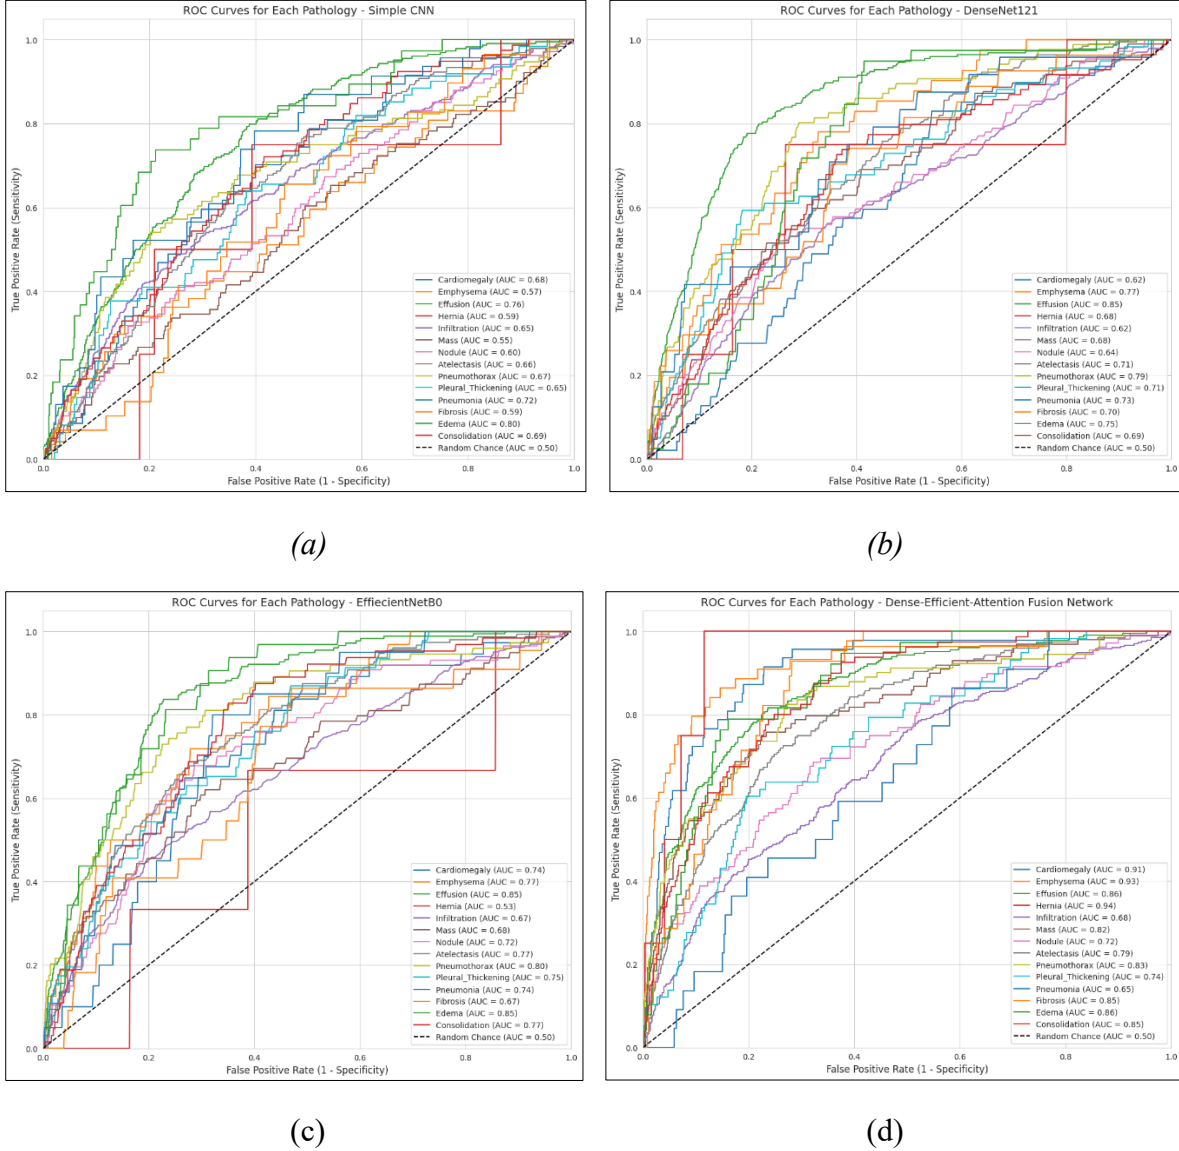 ROC Curves for Each Pathology - Simple CNN
True Positive Rate (Sensitivity)
1.0
0.8
0.6
0.4
0.2
0.0
0.0 0.2 0.4 0.6 0.8 1.0
False Positive Rate (1 - Specificity)
Cardiomegaly (AUC = 0.68)
Emphysema (AUC = 0.57)
Effusion (AUC = 0.76)
Hernia (AUC = 0.59)
Infiltration (AUC = 0.65)
Mass (AUC = 0.55)
Nodule (AUC = 0.60)
Atelectasis (AUC = 0.66)
Pneumothorax (AUC = 0.67)
Pleural_Thickening (AUC = 0.65)
Pneumonia (AUC = 0.72)
Fibrosis (AUC = 0.59)
Edema (AUC = 0.80)
Consolidation (AUC = 0.69)
Random Chance (AUC = 0.50)
(a)
ROC Curves for Each Pathology - DenseNet121
True Positive Rate (Sensitivity)
1.0
0.8
0.6
0.4
0.2
0.0
0.0 0.2 0.4 0.6 0.8 1.0
False Positive Rate (1 - Specificity)
Cardiomegaly (AUC = 0.62)
Emphysema (AUC = 0.77)
Effusion (AUC = 0.85)
Hernia (AUC = 0.68)
Infiltration (AUC = 0.62)
Mass (AUC = 0.68)
Nodule (AUC = 0.64)
Atelectasis (AUC = 0.71)
Pneumothorax (AUC = 0.79)
Pleural_Thickening (AUC = 0.71)
Pneumonia (AUC = 0.73)
Fibrosis (AUC = 0.70)
Edema (AUC = 0.75)
Consolidation (AUC = 0.69)
Random Chance (AUC = 0.50)
(b)
ROC Curves for Each Pathology - EffiecientNetB0
True Positive Rate (Sensitivity)
1.0
0.8
0.6
0.4
0.2
0.0
0.0 0.2 0.4 0.6 0.8 1.0
False Positive Rate (1 - Specificity)
Cardiomegaly (AUC = 0.74)
Emphysema (AUC = 0.77)
Effusion (AUC = 0.85)
Hernia (AUC = 0.53)
Infiltration (AUC = 0.67)
Mass (AUC = 0.68)
Nodule (AUC = 0.72)
Atelectasis (AUC = 0.77)
Pneumothorax (AUC = 0.80)
Pleural_Thickening (AUC = 0.75)
Pneumonia (AUC = 0.74)
Fibrosis (AUC = 0.67)
Edema (AUC = 0.85)
Consolidation (AUC = 0.77)
Random Chance (AUC = 0.50)
(c)
ROC Curves for Each Pathology - Dense-Efficient-Attention Fusion Network
True Positive Rate (Sensitivity)
1.0
0.8
0.6
0.4
0.2
0.0
0.0 0.2 0.4 0.6 0.8 1.0
False Positive Rate (1 - Specificity)
Cardiomegaly (AUC = 0.91)
Emphysema (AUC = 0.93)
Effusion (AUC = 0.86)
Hernia (AUC = 0.94)
Infiltration (AUC = 0.68)
Mass (AUC = 0.82)
Nodule (AUC = 0.72)
Atelectasis (AUC = 0.79)
Pneumothorax (AUC = 0.83)
Pleural_Thickening (AUC = 0.74)
Pneumonia (AUC = 0.65)
Fibrosis (AUC = 0.85)
Edema (AUC = 0.86)
Consolidation (AUC = 0.85)
Random Chance (AUC = 0.50)
(d)